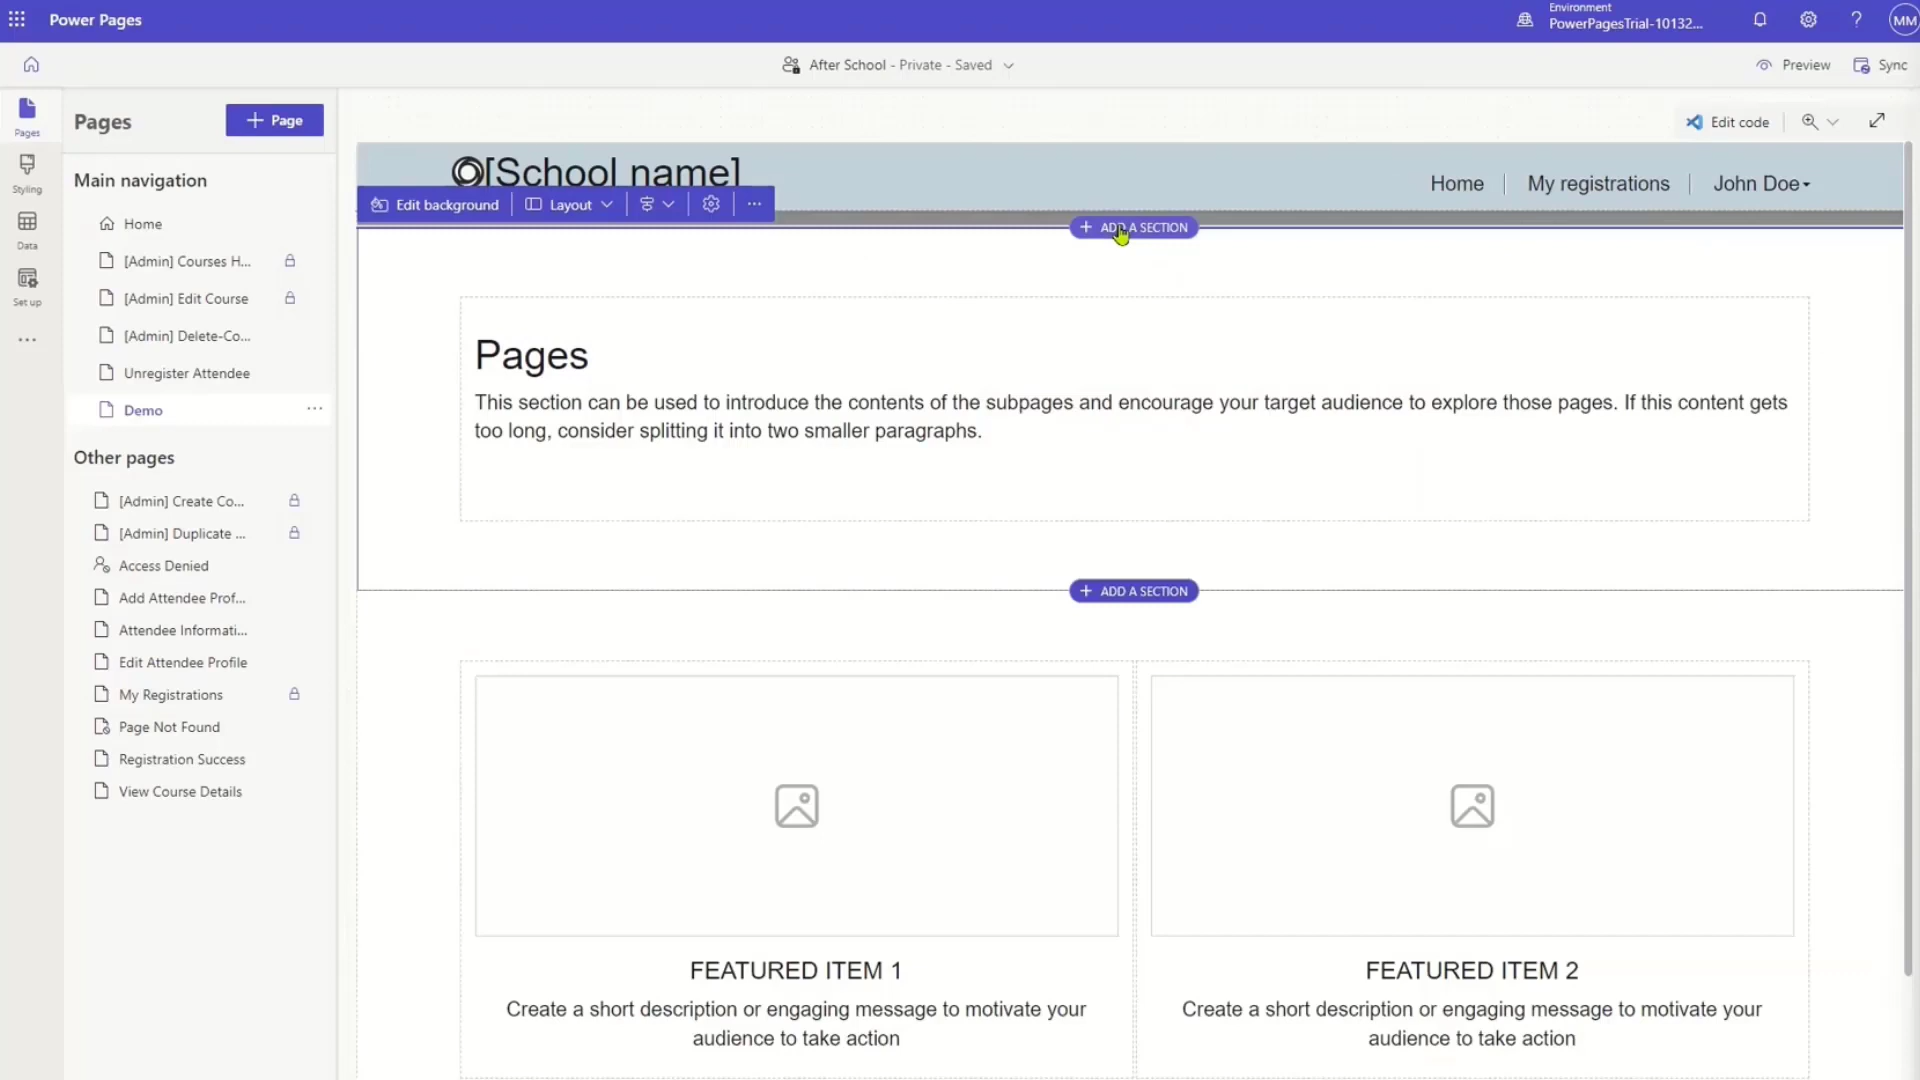 Power Pages
Environment
PowerPagesTrial-10132...
MM
After School - Private - Saved
Preview
Sync
Pages
Styling
Data
Set up
Pages
Page
Main navigation
Home
[Admin] Courses H...
[Admin] Edit Course
[Admin] Delete-Co...
Unregister Attendee
Demo
Other pages
[Admin] Create Co...
[Admin] Duplicate ...
Access Denied
Add Attendee Prof...
Attendee Informati...
Edit Attendee Profile
My Registrations
Page Not Found
Registration Success
View Course Details
Edit code
[School name]
Home
My registrations
John Doe
Edit background
Layout
ADD A SECTION
Pages
This section can be used to introduce the contents of the subpages and encourage your target audience to explore those pages. If this content gets
too long, consider splitting it into two smaller paragraphs.
ADD A SECTION
FEATURED ITEM 1
Create a short description or engaging message to motivate your
audience to take action
FEATURED ITEM 2
Create a short description or engaging message to motivate your
audience to take action